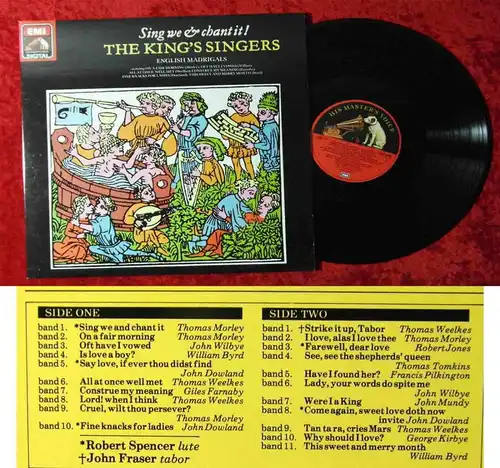 EMI
DIGITAL
Sing we & chant it!
THE KING'S SINGERS
ENGLISH MADRIGALS
HIS MASTER'S VOICE
EMI
SIDE ONE
band 1. *Sing we and chant it Thomas Morley
band 2. On a fair morning Thomas Morley
band 3. Oft have I vowed John Wilbye
band 4. Is love a boy? William Byrd
band 5. *Say love, if ever thou didst find
John Dowland
band 6. All at once well met Thomas Weelkes
band 7. Construe my meaning Giles Farnaby
band 8. Lord! when I think Thomas Weelkes
band 9. Cruel, wilt thou persever?
Thomas Morley
band 10. *Fine knacks for ladies John Dowland
*Robert Spencer lute
†John Fraser tabor
SIDE TWO
band 1. †Strike it up, Tabor Thomas Weelkes
band 2. I love, alas I love thee Thomas Morley
band 3. *Farewell, dear love Robert Jones
band 4. See, see the shepherds' queen
Thomas Tomkins
band 5. Have I found her? Francis Pilkington
band 6. Lady, your words do spite me
John Wilbye
band 7. Were I a King John Mundy
band 8. *Come again, sweet love doth now
invite John Dowland
band 9. Tan ta ra, cries Mars Thomas Weelkes
band 10. Why should I love? George Kirbye
band 11. This sweet and merry month
William Byrd